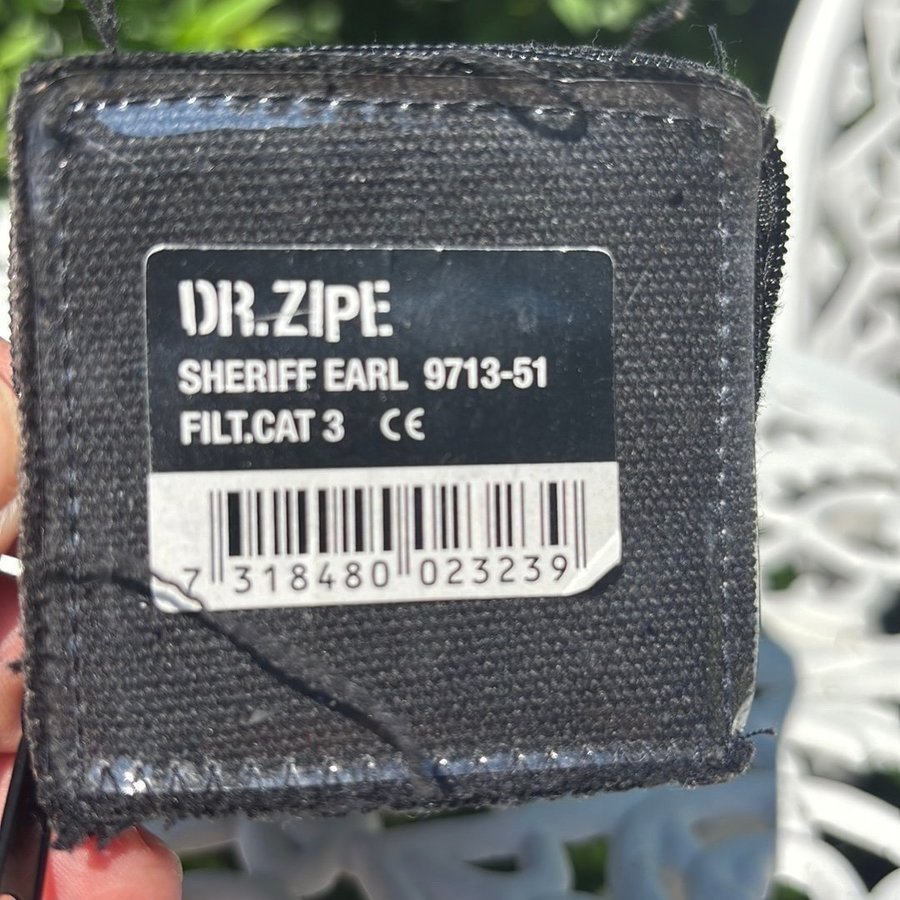 DR.ZIPE
SHERIFF EARL 9713-51
FILT.CAT 3 CE
7 318480 023239